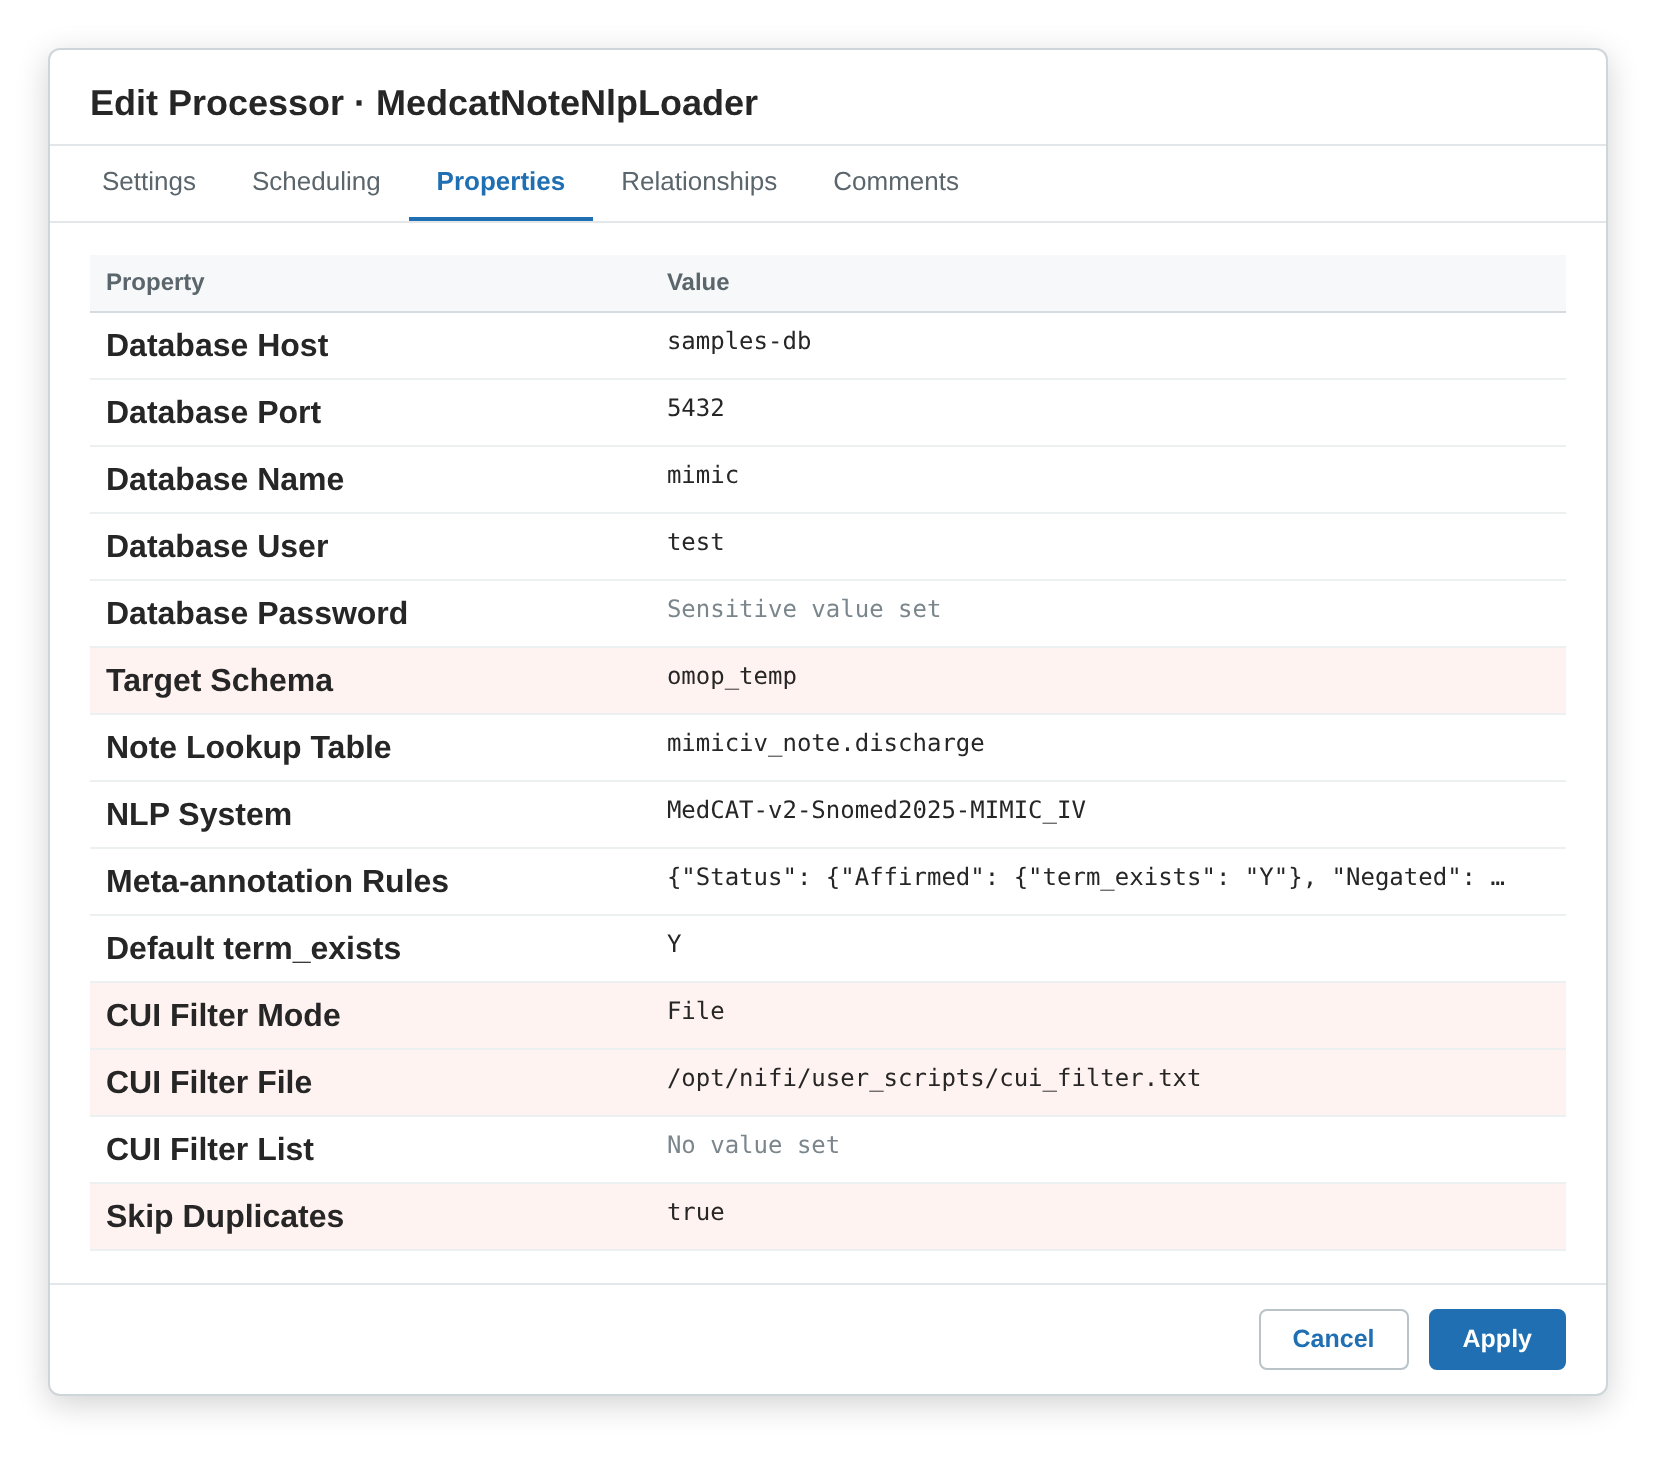 Edit Processor · MedcatNoteNlpLoader
Settings Scheduling Properties Relationships Comments
Property Value
Database Host samples-db
Database Port 5432
Database Name mimic
Database User test
Database Password Sensitive value set
Target Schema omop_temp
Note Lookup Table mimiciv_note.discharge
NLP System MedCAT-v2-Snomed2025-MIMIC_IV
Meta-annotation Rules {"Status": {"Affirmed": {"term_exists": "Y"}, "Negated": …
Default term_exists Y
CUI Filter Mode File
CUI Filter File /opt/nifi/user_scripts/cui_filter.txt
CUI Filter List No value set
Skip Duplicates true
Cancel Apply